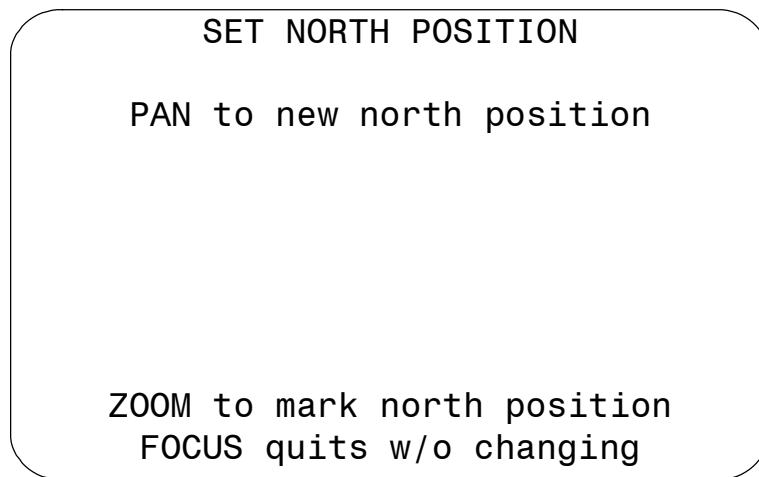 SET NORTH POSITION
PAN to new north position
ZOOM to mark north position
FOCUS quits w/o changing